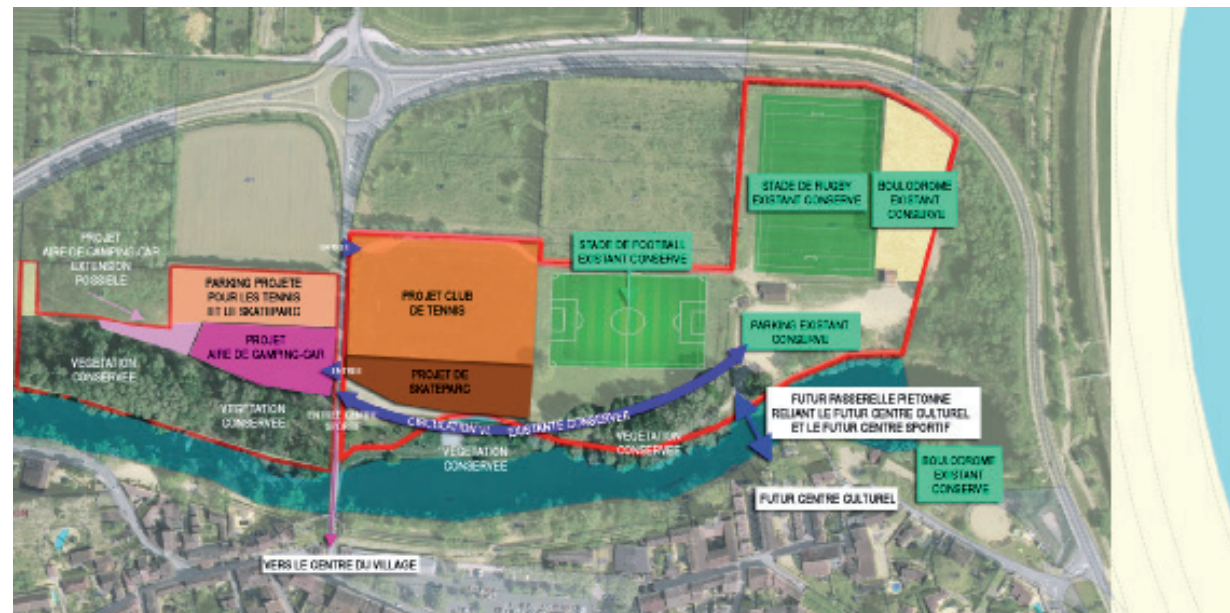 STADE DE RUGBY
EXISTANT CONSERVE
BOULODROME
EXISTANT
CONSERVE
PROJET
AIRE DE CAMPING-CAR
EXTENSION
POSSIBLE
STADE DE FOOTBALL
EXISTANT CONSERVE
PARKING PROJETE
POUR LES TENNIS
ET LE SKATEPARC
PROJET CLUB
DE TENNIS
PROJET
AIRE DE CAMPING-CAR
PARKING EXISTANT
CONSERVE
VEGETATION
CONSERVEE
ENTREE
PROJET DE
SKATEPARC
VEGETATION
CONSERVEE
ENTREE CENTRE
SPORTIF
CIRCULATION
EXISTANTE CONSERVER
VEGETATION
CONSERVEE
VEGETATION
CONSERVEE
FUTUR PASSERELLE PIETONNE
RELIANT LE FUTUR CENTRE CULTUREL
ET LE FUTUR CENTRE SPORTIF
BOULODROME
EXISTANT
CONSERVE
FUTUR CENTRE CULTUREL
VERS LE CENTRE DU VILLAGE